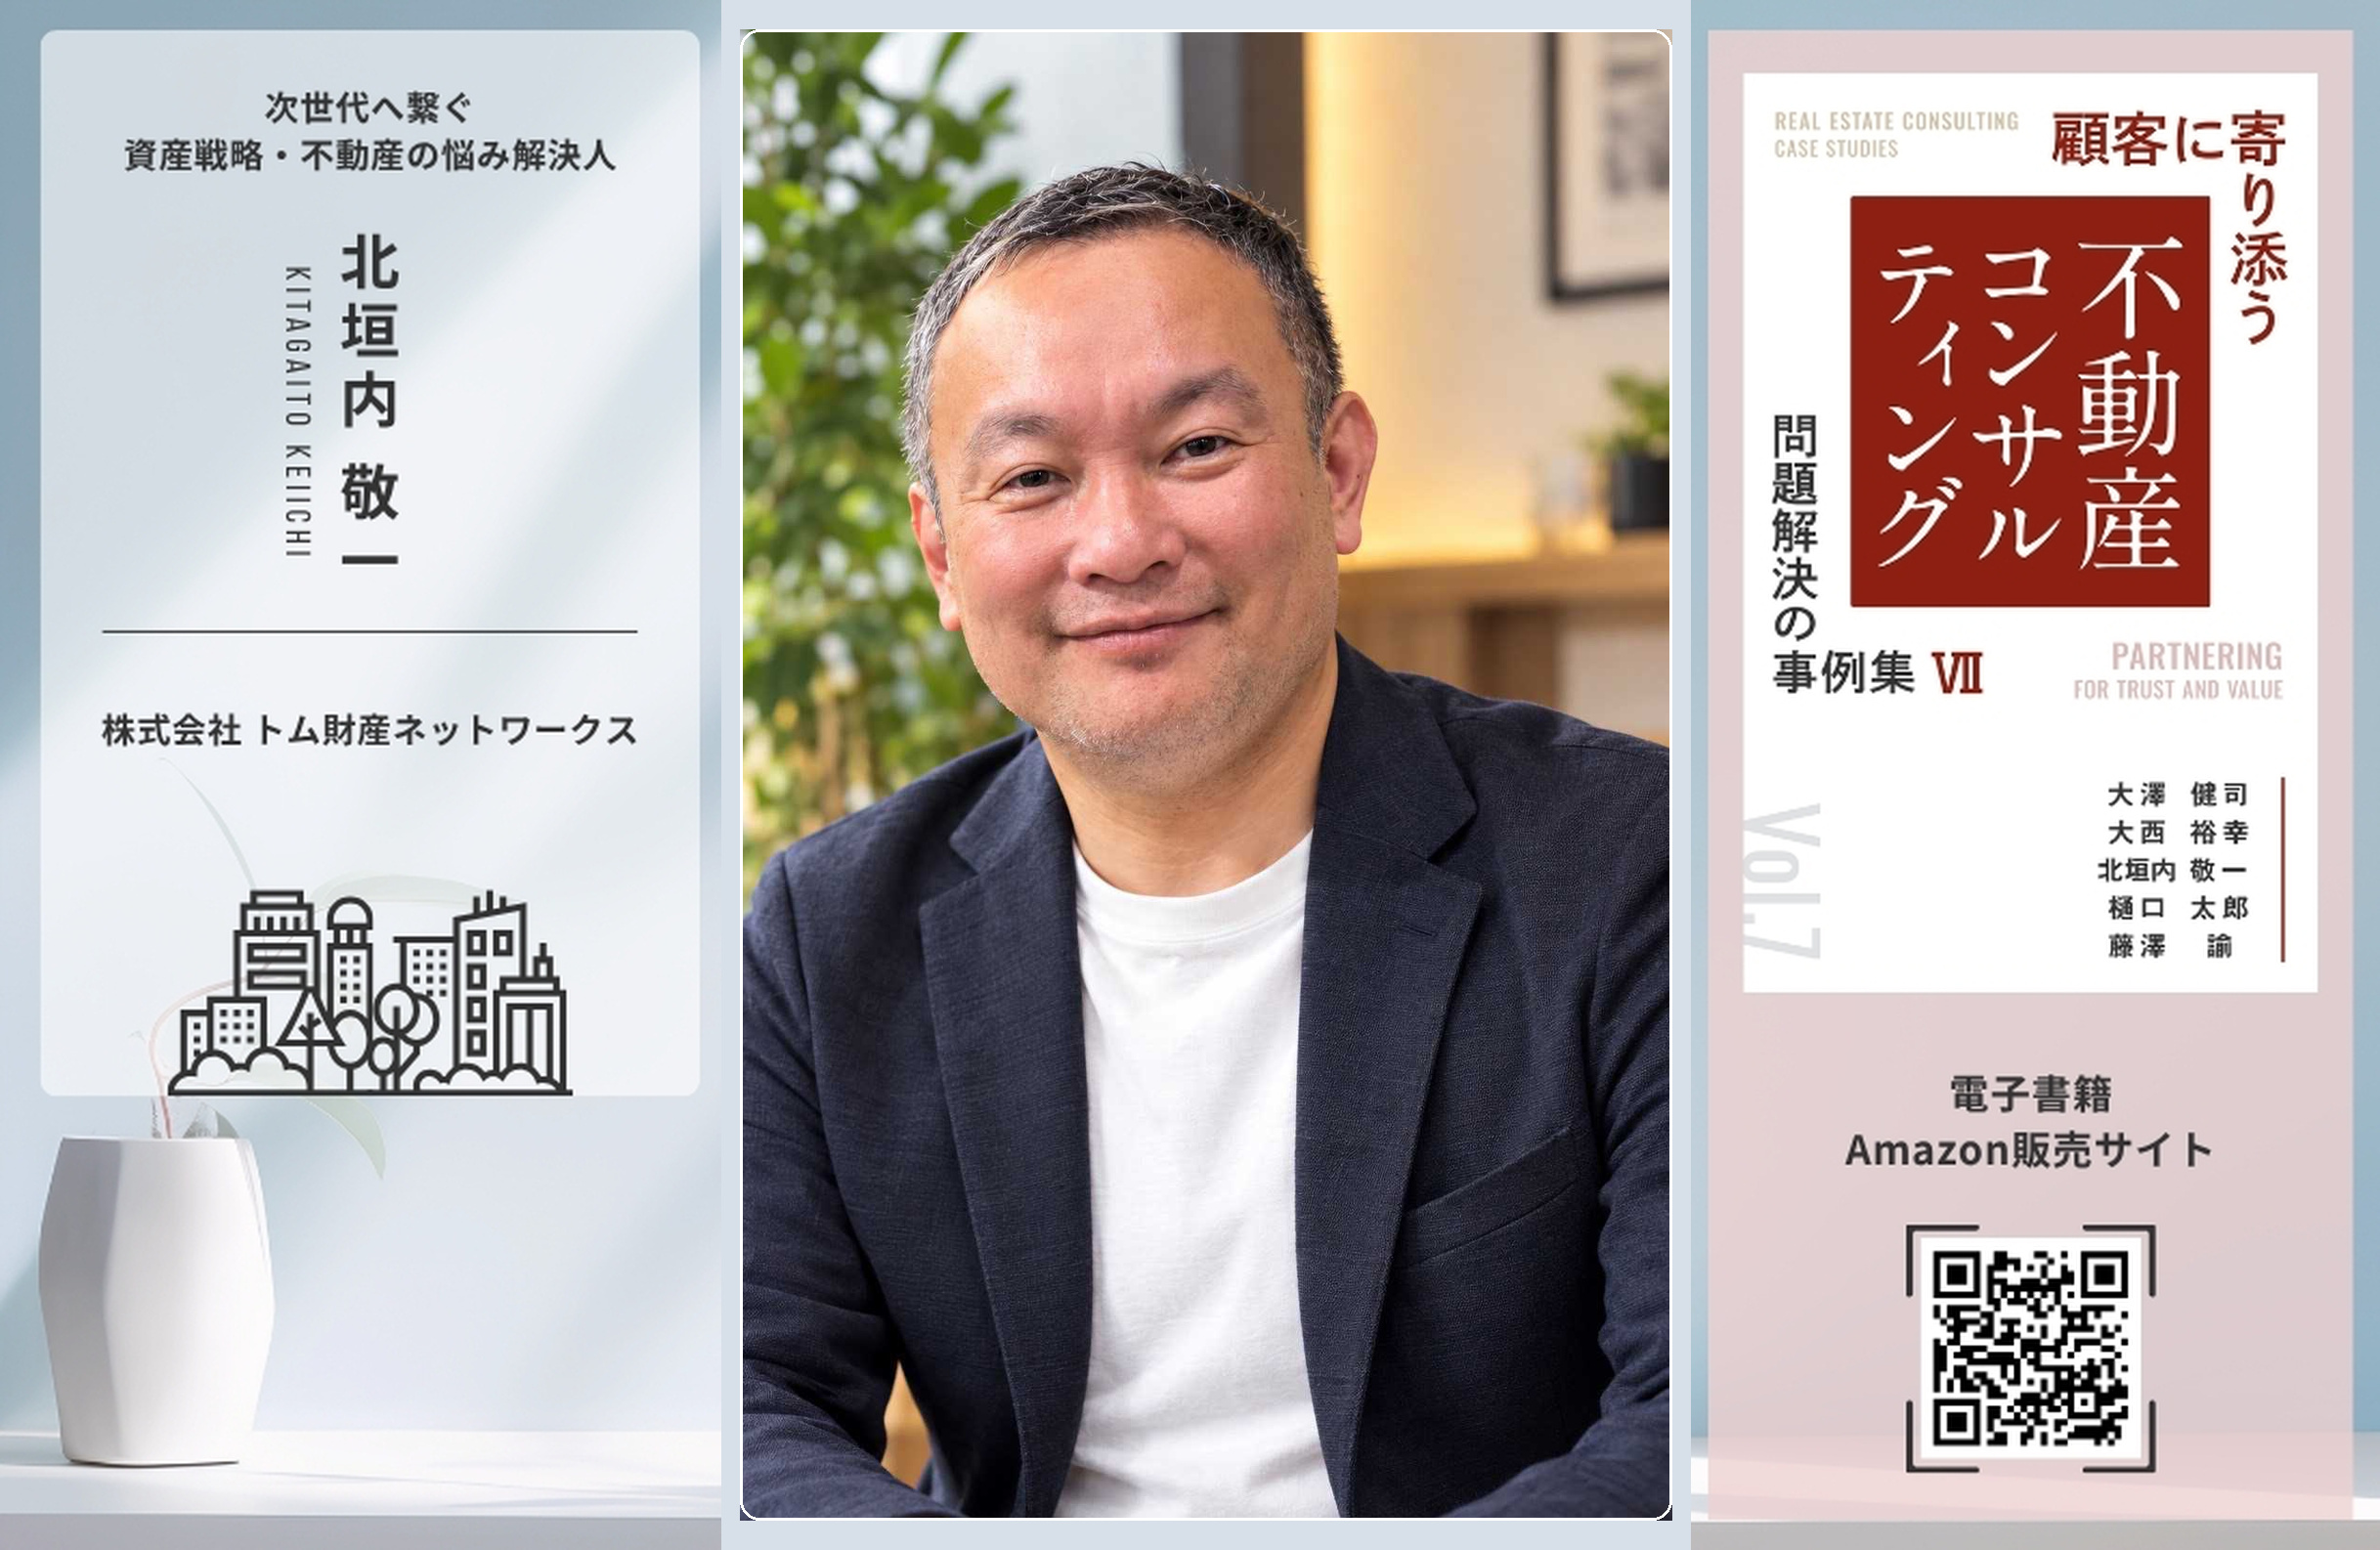 次世代へ繋ぐ
資産戦略・不動産の悩み解決人
北垣内 敬一
KITAGAITO KEIICHI
株式会社 トム財産ネットワークス
REAL ESTATE CONSULTING
CASE STUDIES
顧客に寄り添う
不動産
コンサル
ティング
問題解決の
事例集 Ⅶ
PARTNERING
FOR TRUST AND VALUE
Vol.7
大澤 健司
大西 裕幸
北垣内 敬一
樋口 太郎
藤澤 諭
電子書籍
Amazon販売サイト